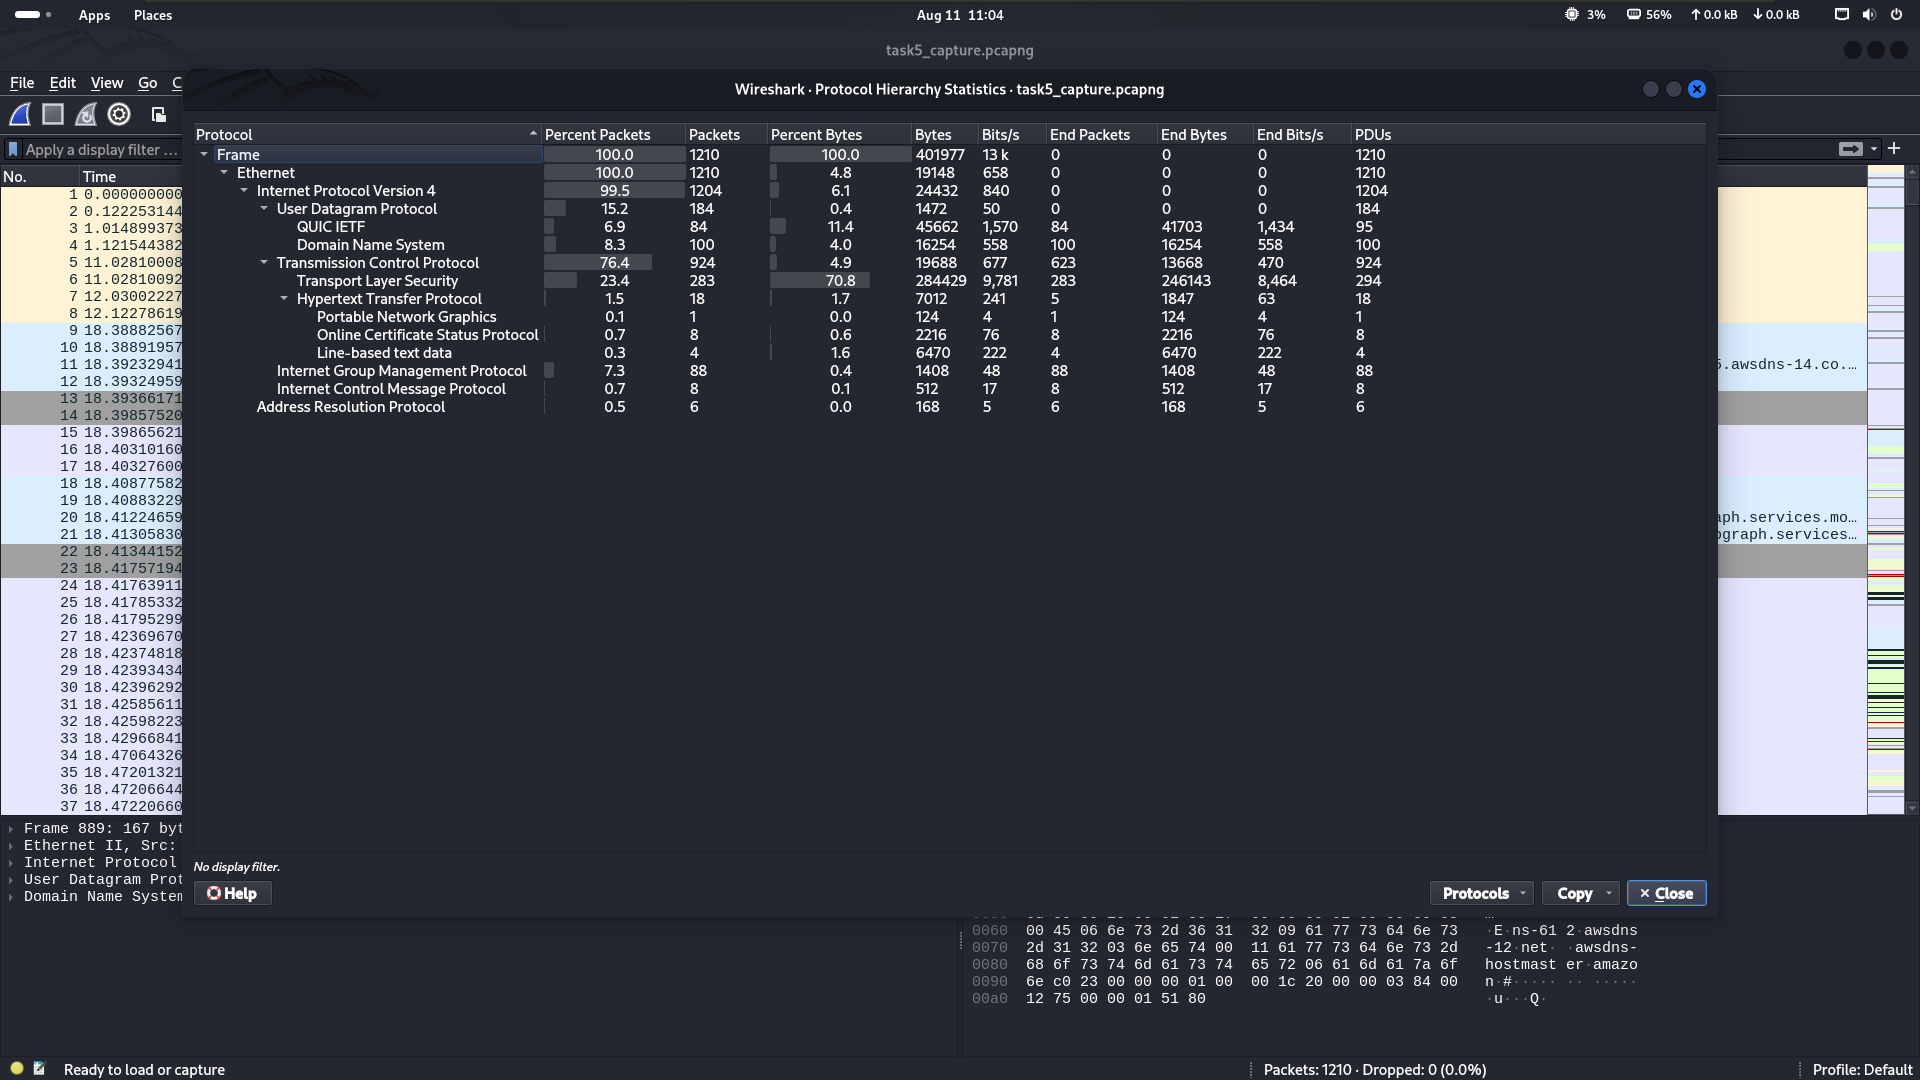 Apps Places Aug 11 11:04 3% 56% 0.0 kB 0.0 kB
task5_capture.pcapng
File Edit View Go C
Wireshark · Protocol Hierarchy Statistics · task5_capture.pcapng
Apply a display filter ...
No. Time
Protocol Percent Packets Packets Percent Bytes Bytes Bits/s End Packets End Bytes End Bits/s PDUs
Frame 100.0 1210 100.0 401977 13 k 0 0 0 1210
Ethernet 100.0 1210 4.8 19148 658 0 0 0 1210
Internet Protocol Version 4 99.5 1204 6.1 24432 840 0 0 0 1204
User Datagram Protocol 15.2 184 0.4 1472 50 0 0 0 184
QUIC IETF 6.9 84 11.4 45662 1,570 84 41703 1,434 95
Domain Name System 8.3 100 4.0 16254 558 100 16254 558 100
Transmission Control Protocol 76.4 924 4.9 19688 677 623 13668 470 924
Transport Layer Security 23.4 283 70.8 284429 9,781 283 246143 8,464 294
Hypertext Transfer Protocol 1.5 18 1.7 7012 241 5 1847 63 18
Portable Network Graphics 0.1 1 0.0 124 4 1 124 4 1
Online Certificate Status Protocol 0.7 8 0.6 2216 76 8 2216 76 8
Line-based text data 0.3 4 1.6 6470 222 4 6470 222 4
Internet Group Management Protocol 7.3 88 0.4 1408 48 88 1408 48 88
Internet Control Message Protocol 0.7 8 0.1 512 17 8 512 17 8
Address Resolution Protocol 0.5 6 0.0 168 5 6 168 5 6
1 0.000000000
2 0.122253144
3 1.014899373
4 1.121544382
5 11.02810008
6 11.02810092
7 12.03002227
8 12.12278619
9 18.38882567
10 18.38891957
11 18.39232941 5.awsdns-14.co.…
12 18.39324959
13 18.39366171
14 18.39857520
15 18.39865621
16 18.40310160
17 18.40327600
18 18.40877582
19 18.40883229
20 18.41224659 aph.services.mo…
21 18.41305830 ograph.services…
22 18.41344152
23 18.41757194
24 18.41763911
25 18.41785332
26 18.41795299
27 18.42369670
28 18.42374818
29 18.42393434
30 18.42396292
31 18.42585611
32 18.42598223
33 18.42966841
34 18.47064326
35 18.47201321
36 18.47206644
37 18.47220660
Frame 889: 167 byt
Ethernet II, Src:
Internet Protocol
User Datagram Prot
Domain Name System
No display filter.
Help Protocols Copy Close
0060 00 45 06 6e 73 2d 36 31 32 09 61 77 73 64 6e 73 ·E·ns-61 2·awsdns
0070 2d 31 32 03 6e 65 74 00 11 61 77 73 64 6e 73 2d -12·net· ·awsdns-
0080 68 6f 73 74 6d 61 73 74 65 72 06 61 6d 61 7a 6f hostmast er·amazo
0090 6e c0 23 00 00 00 01 00 00 1c 20 00 00 03 84 00 n·#····· ·· ·····
00a0 12 75 00 00 01 51 80 ·u···Q·
Ready to load or capture Packets: 1210 · Dropped: 0 (0.0%) Profile: Default